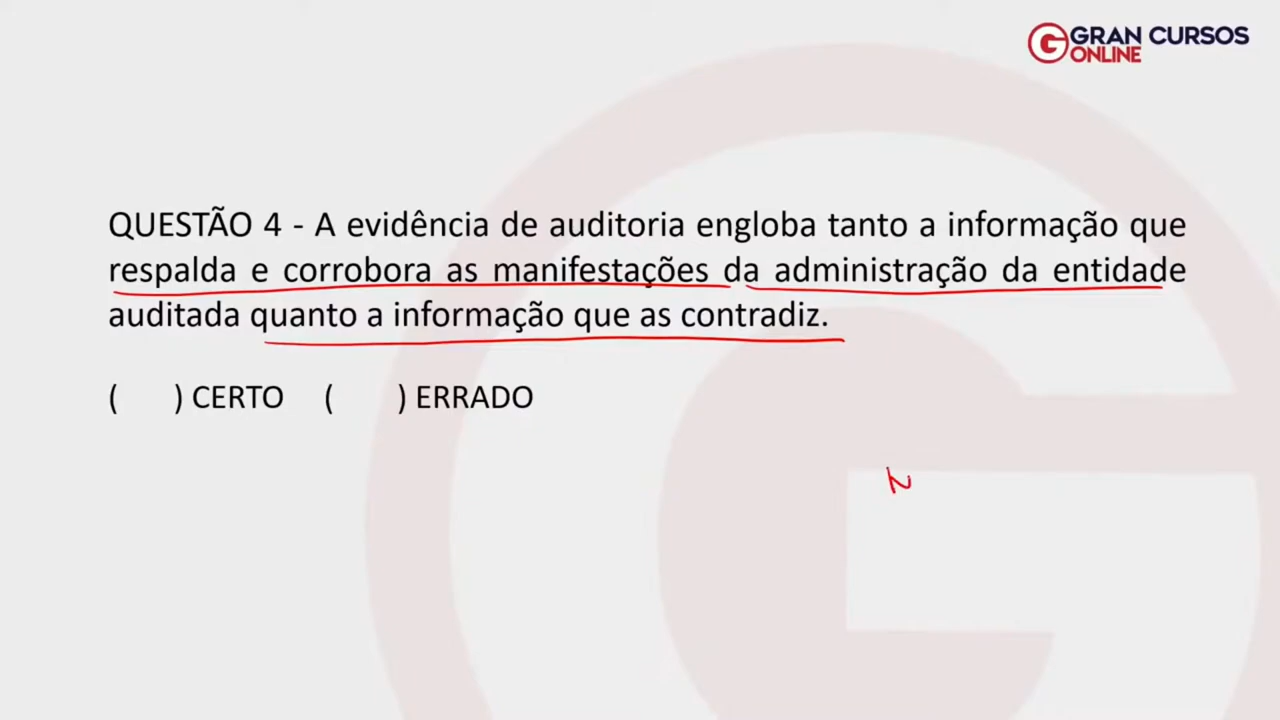 GRAN CURSOS
ONLINE
QUESTÃO 4 - A evidência de auditoria engloba tanto a informação que
respalda e corrobora as manifestações da administração da entidade
auditada quanto a informação que as contradiz.
( ) CERTO ( ) ERRADO
N